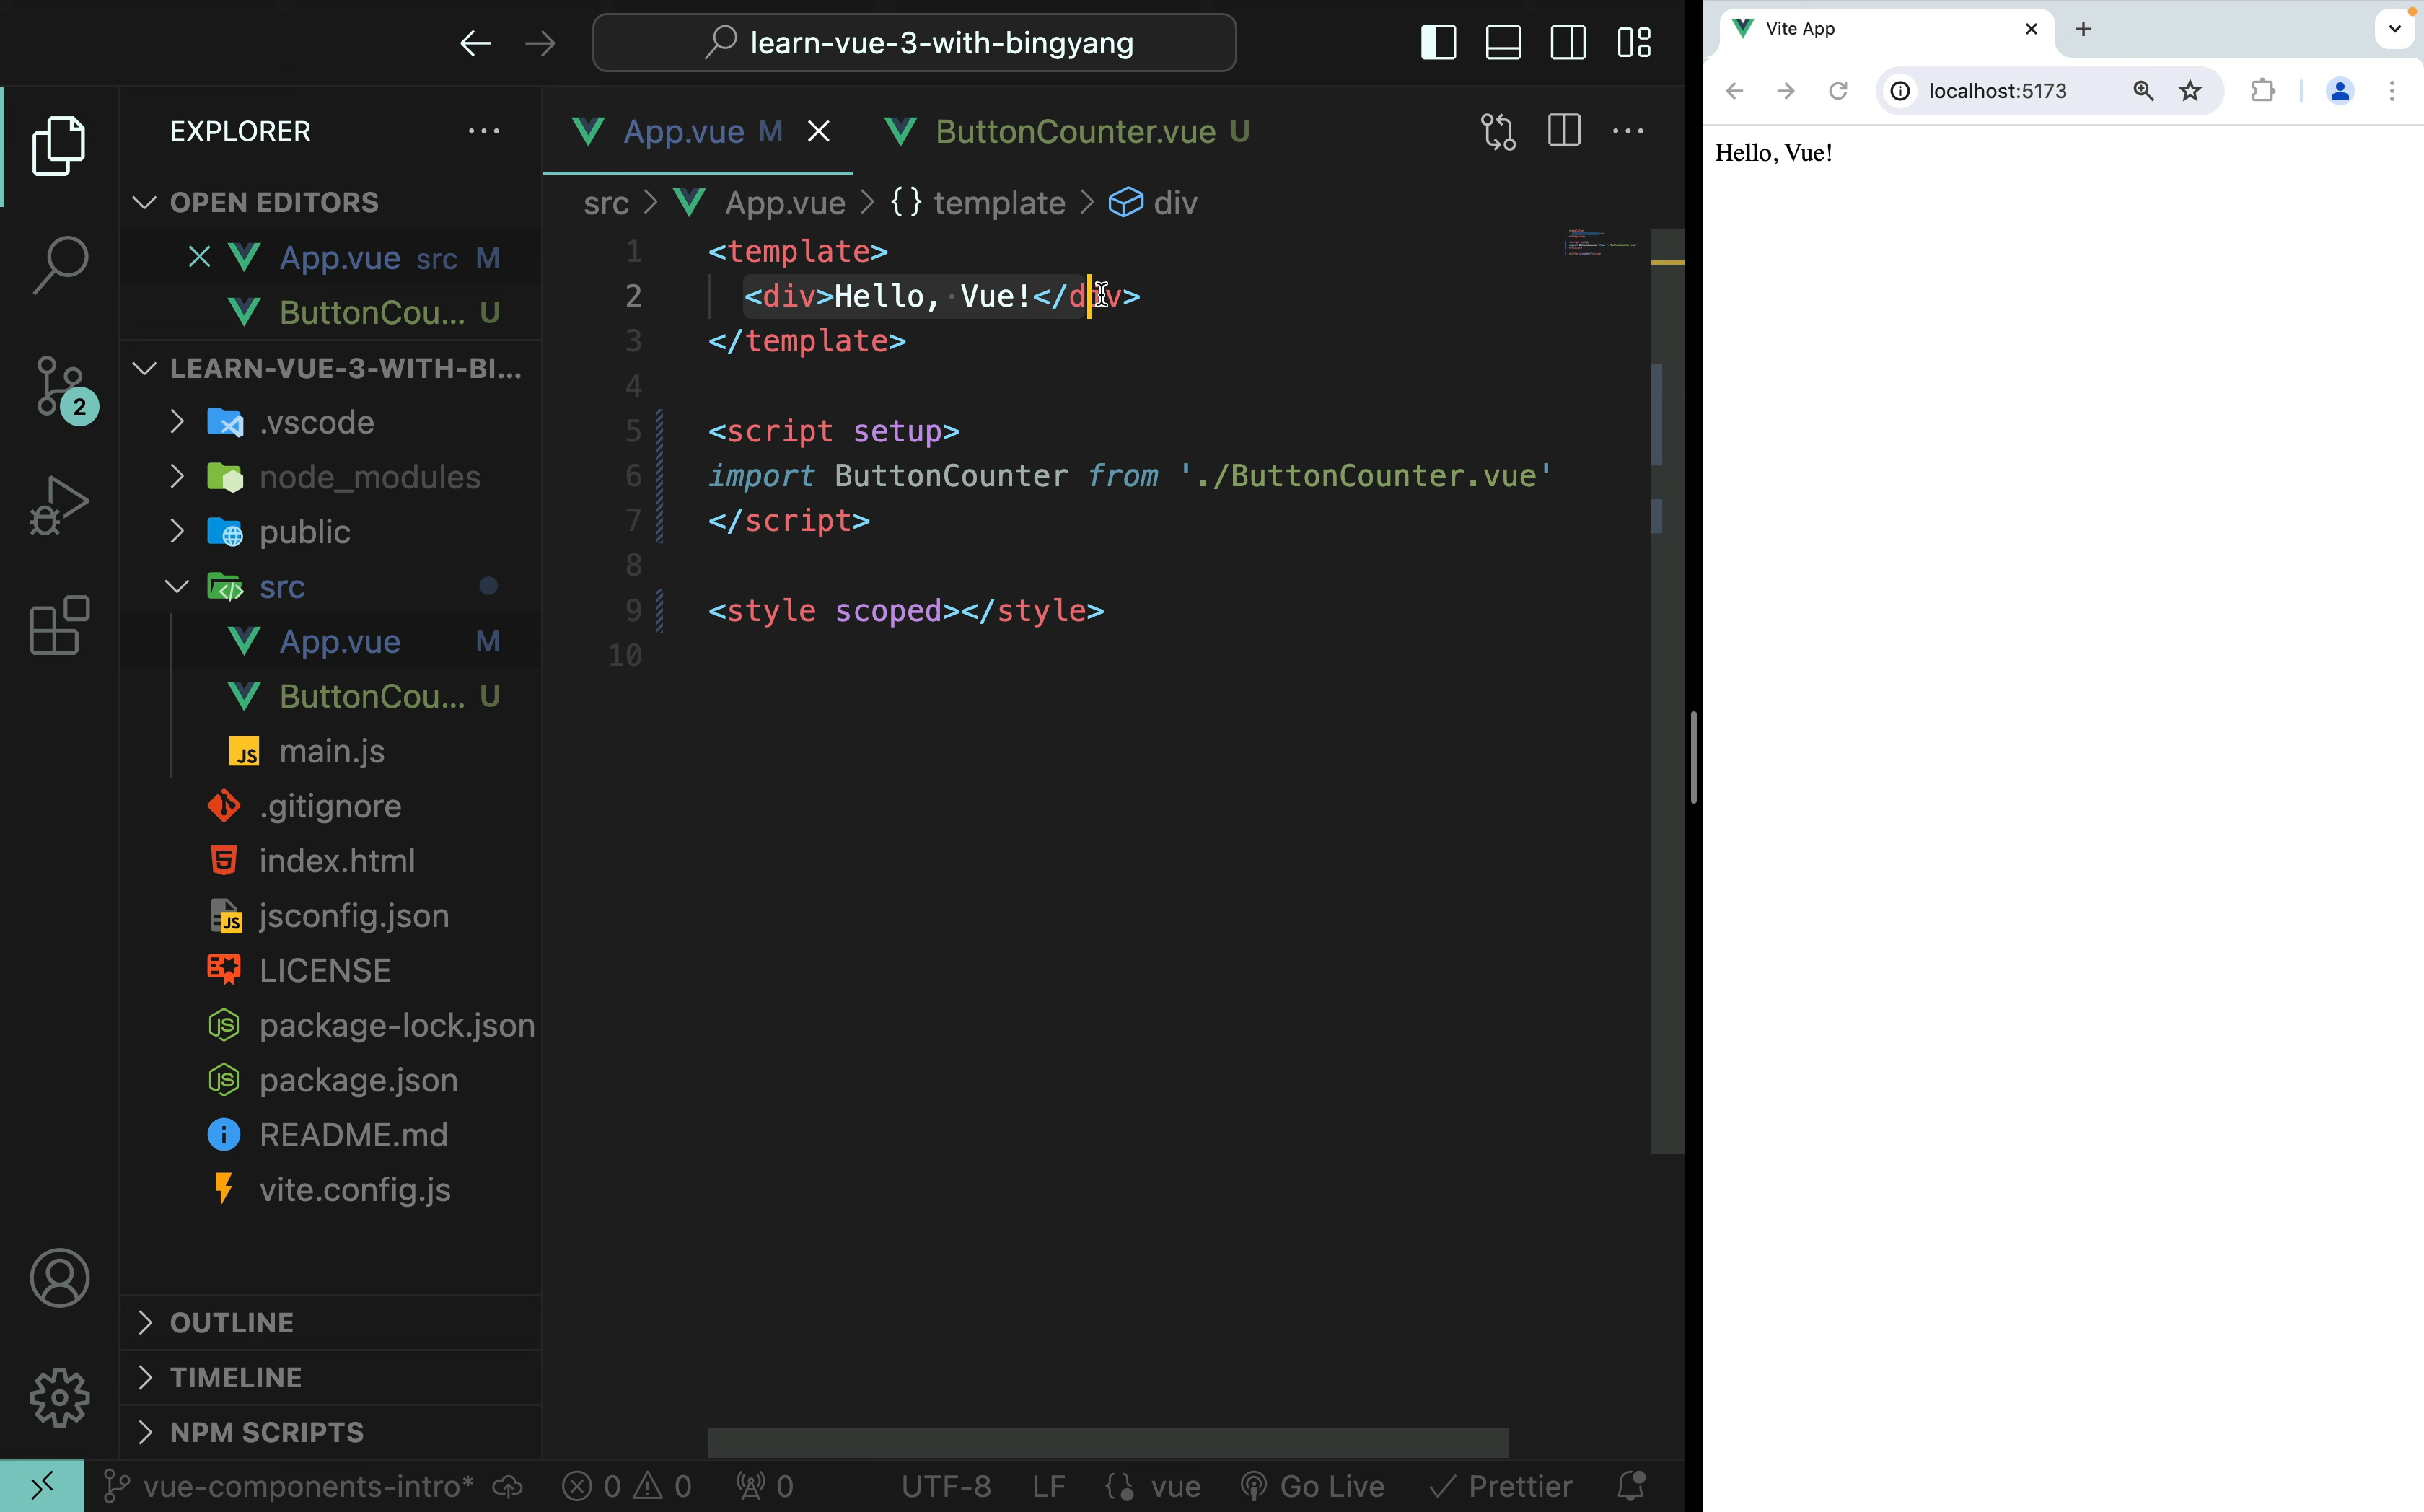 learn-vue-3-with-bingyang
EXPLORER
OPEN EDITORS
App.vue src M
ButtonCou... U
LEARN-VUE-3-WITH-BI...
.vscode
node_modules
public
src
App.vue M
ButtonCou... U
main.js
.gitignore
index.html
jsconfig.json
LICENSE
package-lock.json
package.json
README.md
vite.config.js
OUTLINE
TIMELINE
NPM SCRIPTS
App.vue M
ButtonCounter.vue U
src > App.vue > {} template > div
1 <template>
2 <div>Hello, Vue!</div>
3 </template>
4
5 <script setup>
6 import ButtonCounter from './ButtonCounter.vue'
7 </script>
8
9 <style scoped></style>
10
2
vue-components-intro* 0 0 0 UTF-8 LF vue Go Live Prettier
Vite App
localhost:5173
Hello, Vue!